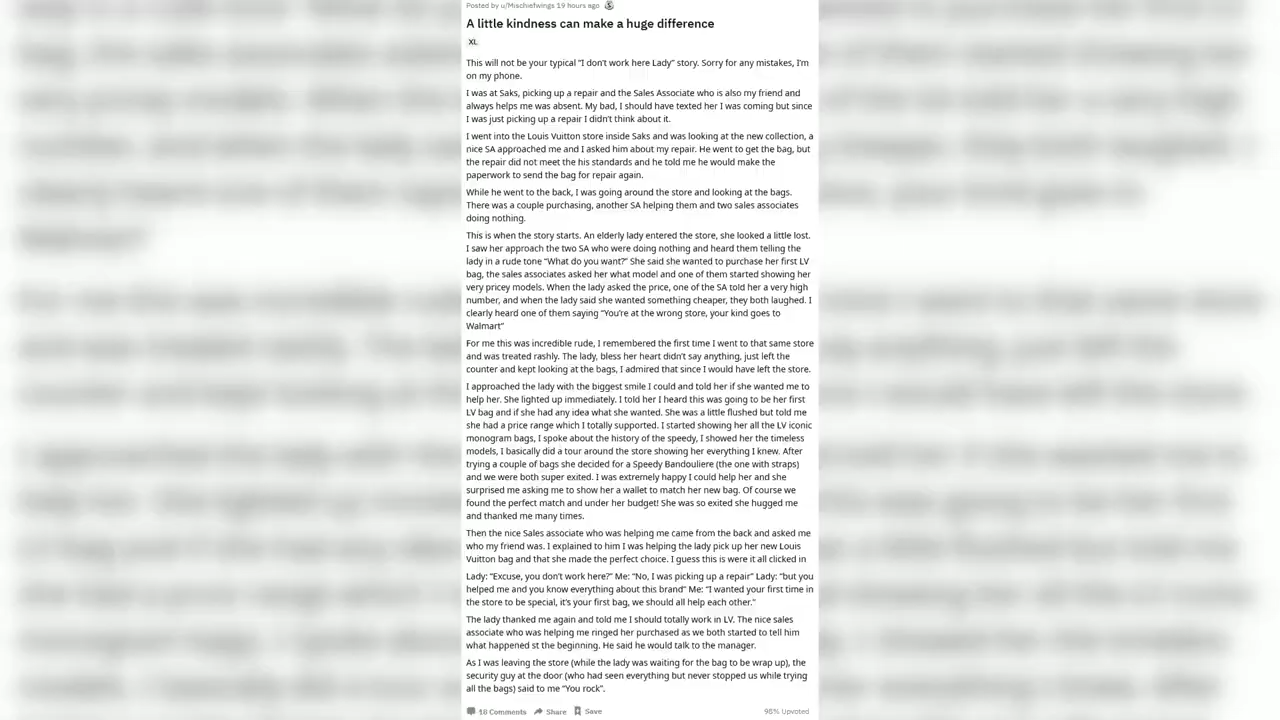 Posted by u/Mischiefwings 19 hours ago
A little kindness can make a huge difference
XL
This will not be your typical “I don’t work here Lady” story. Sorry for any mistakes, I’m
on my phone.
I was at Saks, picking up a repair and the Sales Associate who is also my friend and
always helps me was absent. My bad, I should have texted her I was coming but since
I was just picking up a repair I didn’t think about it.
I went into the Louis Vuitton store inside Saks and was looking at the new collection, a
nice SA approached me and I asked him about my repair. He went to get the bag, but
the repair did not meet the his standards and he told me he would make the
paperwork to send the bag for repair again.
While he went to the back, I was going around the store and looking at the bags.
There was a couple purchasing, another SA helping them and two sales associates
doing nothing.
This is when the story starts. An elderly lady entered the store, she looked a little lost.
I saw her approach the two SA who were doing nothing and heard them telling the
lady in a rude tone “What do you want?” She said she wanted to purchase her first LV
bag, the sales associates asked her what model and one of them started showing her
very pricey models. When the lady asked the price, one of the SA told her a very high
number, and when the lady said she wanted something cheaper, they both laughed. I
clearly heard one of them saying “You’re at the wrong store, your kind goes to
Walmart”
For me this was incredible rude, I remembered the first time I went to that same store
and was treated rashly. The lady, bless her heart didn’t say anything, just left the
counter and kept looking at the bags, I admired that since I would have left the store.
I approached the lady with the biggest smile I could and told her if she wanted me to
help her. She lighted up immediately. I told her I heard this was going to be her first
LV bag and if she had any idea what she wanted. She was a little flushed but told me
she had a price range which I totally supported. I started showing her all the LV iconic
monogram bags, I spoke about the history of the speedy, I showed her the timeless
models, I basically did a tour around the store showing her everything I knew. After
trying a couple of bags she decided for a Speedy Bandouliere (the one with straps)
and we were both super exited. I was extremely happy I could help her and she
surprised me asking me to show her a wallet to match her new bag. Of course we
found the perfect match and under her budget! She was so exited she hugged me
and thanked me many times.
Then the nice Sales associate who was helping me came from the back and asked me
who my friend was. I explained to him I was helping the lady pick up her new Louis
Vuitton bag and that she made the perfect choice. I guess this is were it all clicked in
Lady: “Excuse, you don’t work here?” Me: “No, I was picking up a repair” Lady: “but you
helped me and you know everything about this brand” Me: “I wanted your first time in
the store to be special, it’s your first bag, we should all help each other.”
The lady thanked me again and told me I should totally work in LV. The nice sales
associate who was helping me ringed her purchased as we both started to tell him
what happened st the beginning. He said he would talk to the manager.
As I was leaving the store (while the lady was waiting for the bag to be wrap up), the
security guy at the door (who had seen everything but never stopped us while trying
all the bags) said to me “You rock”.
18 Comments Share Save 98% Upvoted